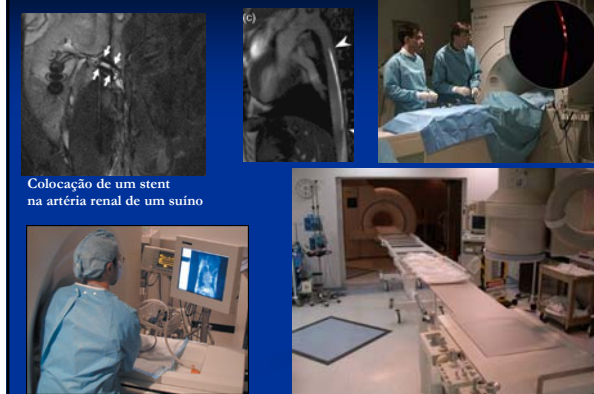 (c)
Colocação de um stent
na artéria renal de um suíno